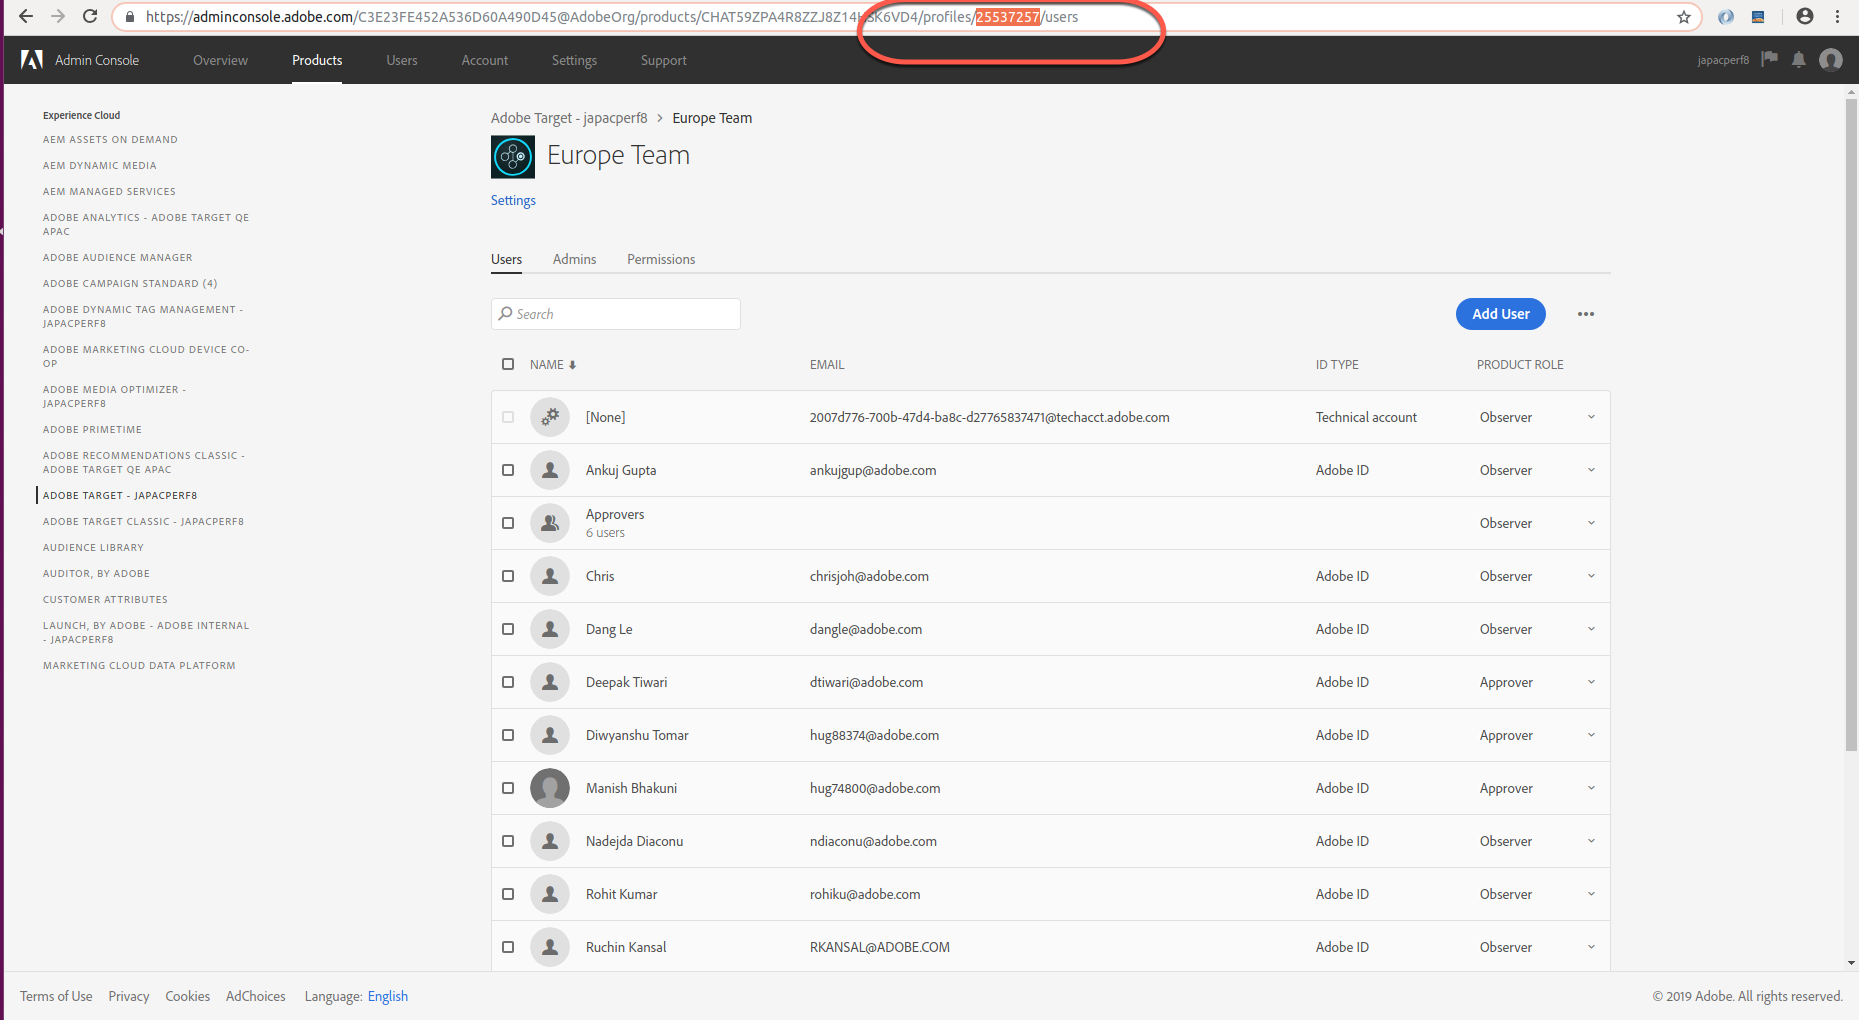 https://adminconsole.adobe.com/C3E23FE452A536D60A490D45@AdobeOrg/products/CHAT59ZPA4R8ZZJ8Z14HSK6VD4/profiles/25537257/users
Admin Console Overview Products Users Account Settings Support japacperf8
Experience Cloud
AEM ASSETS ON DEMAND
AEM DYNAMIC MEDIA
AEM MANAGED SERVICES
ADOBE ANALYTICS - ADOBE TARGET QE
APAC
ADOBE AUDIENCE MANAGER
ADOBE CAMPAIGN STANDARD (4)
ADOBE DYNAMIC TAG MANAGEMENT -
JAPACPERF8
ADOBE MARKETING CLOUD DEVICE CO-
OP
ADOBE MEDIA OPTIMIZER -
JAPACPERF8
ADOBE PRIMETIME
ADOBE RECOMMENDATIONS CLASSIC -
ADOBE TARGET QE APAC
ADOBE TARGET - JAPACPERF8
ADOBE TARGET CLASSIC - JAPACPERF8
AUDIENCE LIBRARY
AUDITOR, BY ADOBE
CUSTOMER ATTRIBUTES
LAUNCH, BY ADOBE - ADOBE INTERNAL
- JAPACPERF8
MARKETING CLOUD DATA PLATFORM
Adobe Target - japacperf8 > Europe Team
Europe Team
Settings
Users Admins Permissions
Search Add User
NAME EMAIL ID TYPE PRODUCT ROLE
[None] 2007d776-700b-47d4-ba8c-d27765837471@techacct.adobe.com Technical account Observer
Ankuj Gupta ankujgup@adobe.com Adobe ID Observer
Approvers Observer
6 users
Chris chrisjoh@adobe.com Adobe ID Observer
Dang Le dangle@adobe.com Adobe ID Observer
Deepak Tiwari dtiwari@adobe.com Adobe ID Approver
Diwyanshu Tomar hug88374@adobe.com Adobe ID Approver
Manish Bhakuni hug74800@adobe.com Adobe ID Approver
Nadejda Diaconu ndiaconu@adobe.com Adobe ID Observer
Rohit Kumar rohiku@adobe.com Adobe ID Observer
Ruchin Kansal RKANSAL@ADOBE.COM Adobe ID Observer
Terms of Use Privacy Cookies AdChoices Language: English © 2019 Adobe. All rights reserved.